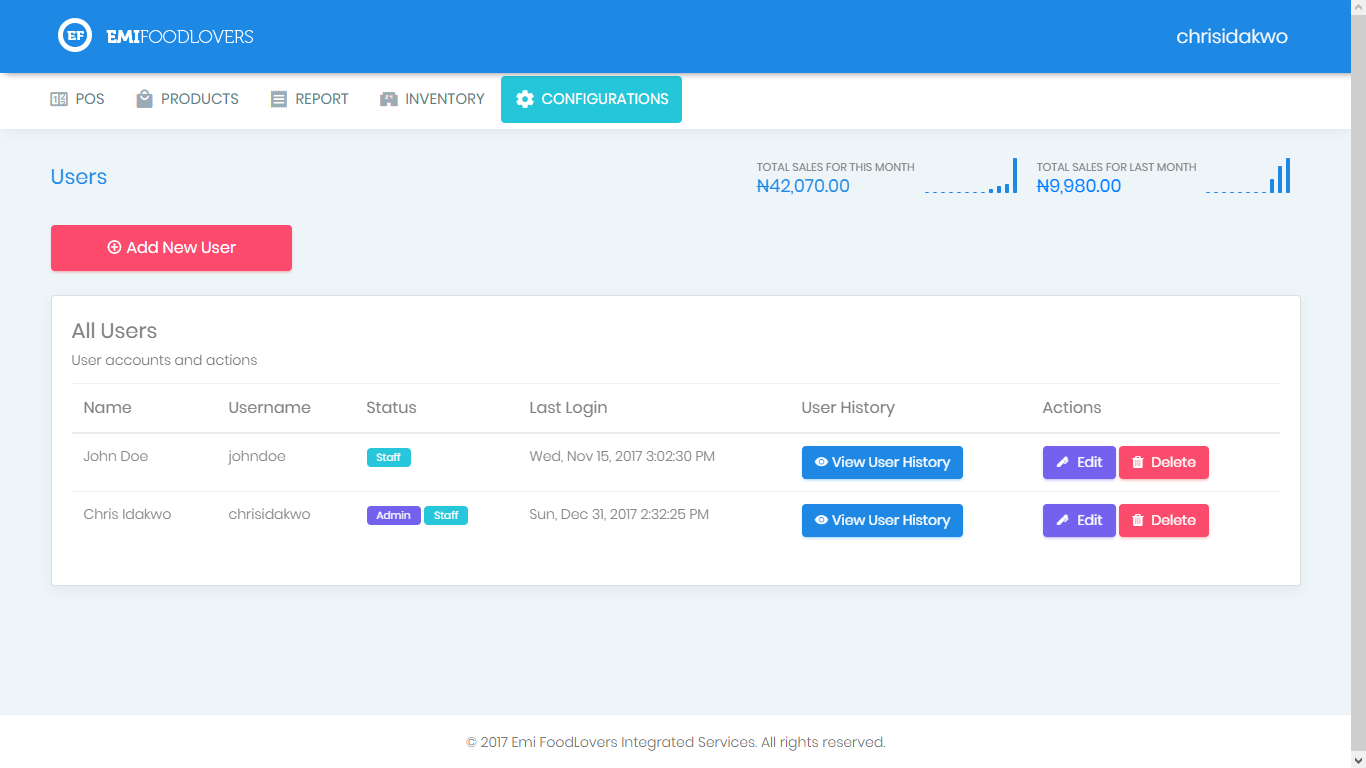 EF EMIFOODLOVERS
chrisidakwo
POS PRODUCTS REPORT INVENTORY CONFIGURATIONS
Users
TOTAL SALES FOR THIS MONTH
₦42,070.00
TOTAL SALES FOR LAST MONTH
₦9,980.00
Add New User
All Users
User accounts and actions
Name Username Status Last Login User History Actions
John Doe johndoe Staff Wed, Nov 15, 2017 3:02:30 PM View User History Edit Delete
Chris Idakwo chrisidakwo Admin Staff Sun, Dec 31, 2017 2:32:25 PM View User History Edit Delete
© 2017 Emi FoodLovers Integrated Services. All rights reserved.